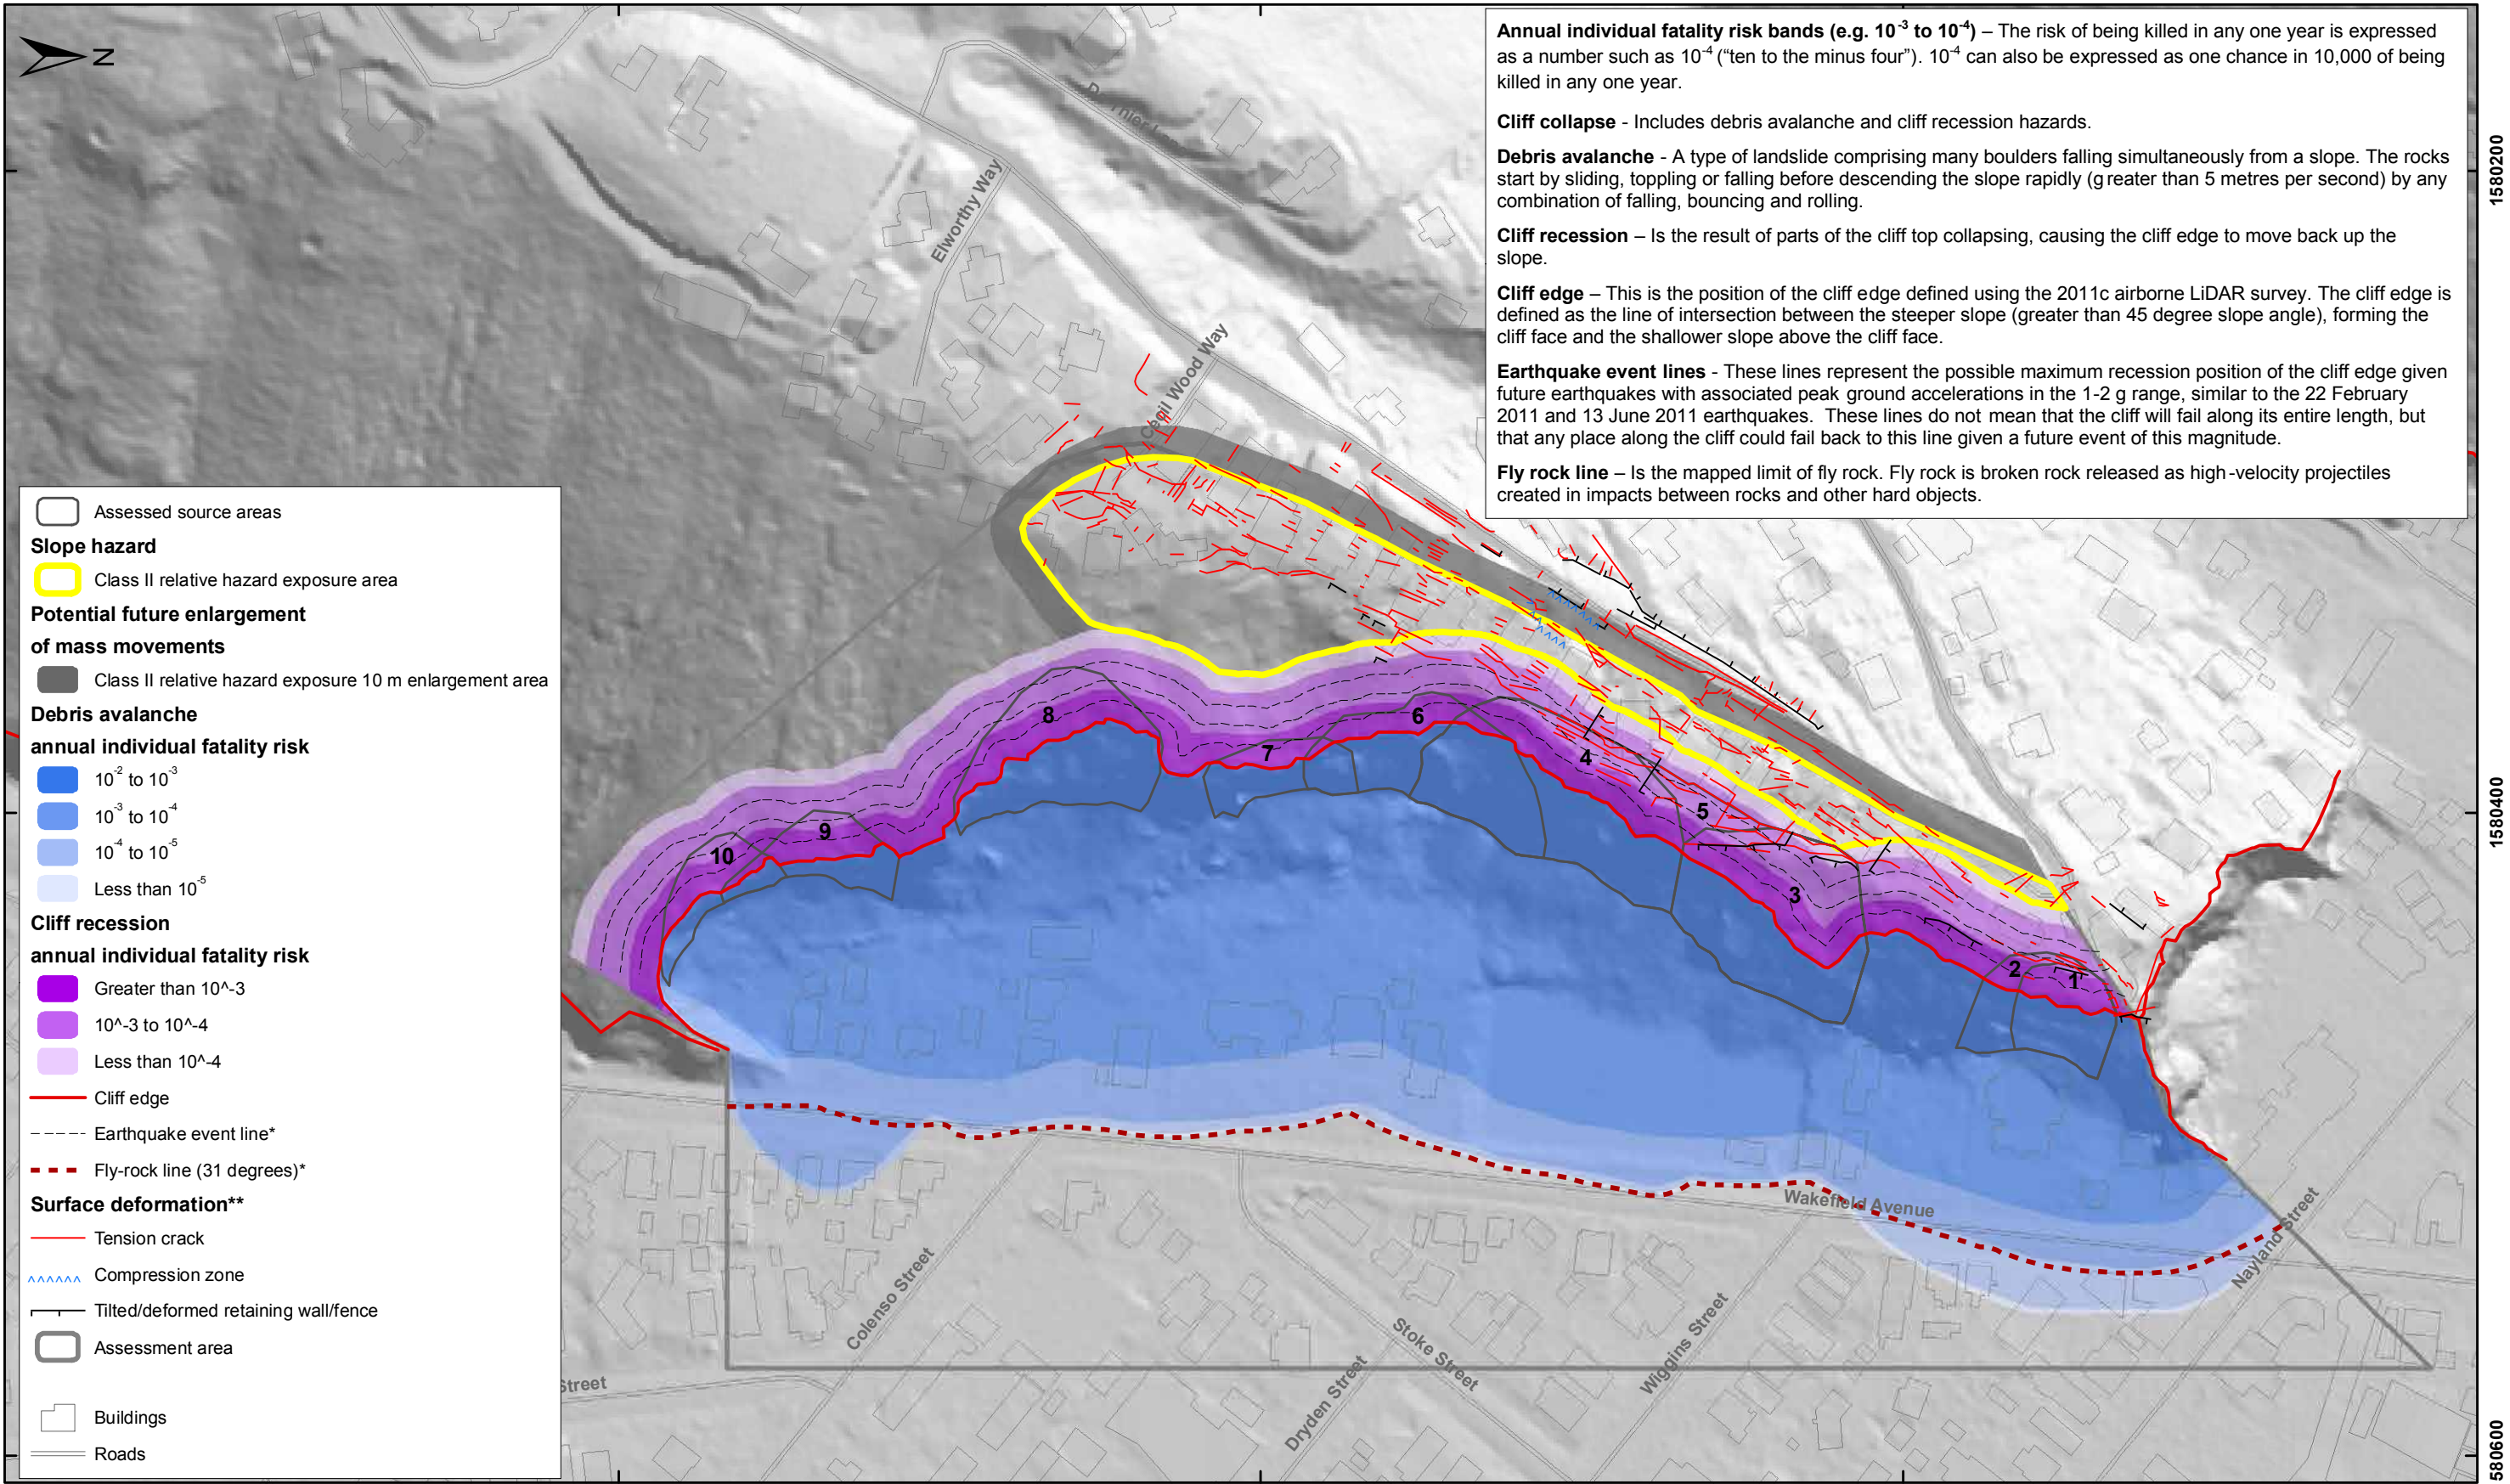 N
Annual individual fatality risk bands (e.g. 10⁻³ to 10⁻⁴) – The risk of being killed in any one year is expressed
as a number such as 10⁻⁴ (“ten to the minus four”). 10⁻⁴ can also be expressed as one chance in 10,000 of being
killed in any one year.
Cliff collapse - Includes debris avalanche and cliff recession hazards.
Debris avalanche - A type of landslide comprising many boulders falling simultaneously from a slope. The rocks
start by sliding, toppling or falling before descending the slope rapidly (greater than 5 metres per second) by any
combination of falling, bouncing and rolling.
Cliff recession – Is the result of parts of the cliff top collapsing, causing the cliff edge to move back up the
slope.
Cliff edge – This is the position of the cliff edge defined using the 2011c airborne LiDAR survey. The cliff edge is
defined as the line of intersection between the steeper slope (greater than 45 degree slope angle), forming the
cliff face and the shallower slope above the cliff face.
Earthquake event lines - These lines represent the possible maximum recession position of the cliff edge given
future earthquakes with associated peak ground accelerations in the 1-2 g range, similar to the 22 February
2011 and 13 June 2011 earthquakes. These lines do not mean that the cliff will fail along its entire length, but
that any place along the cliff could fail back to this line given a future event of this magnitude.
Fly rock line – Is the mapped limit of fly rock. Fly rock is broken rock released as high-velocity projectiles
created in impacts between rocks and other hard objects.
1580200
1580400
580600
Elworthy Way
Cecil Wood Way
Assessed source areas
Slope hazard
Class II relative hazard exposure area
Potential future enlargement
of mass movements
Class II relative hazard exposure 10 m enlargement area
Debris avalanche
annual individual fatality risk
10⁻² to 10⁻³
10⁻³ to 10⁻⁴
10⁻⁴ to 10⁻⁵
Less than 10⁻⁵
Cliff recession
annual individual fatality risk
Greater than 10^-3
10^-3 to 10^-4
Less than 10^-4
Cliff edge
Earthquake event line*
Fly-rock line (31 degrees)*
Surface deformation**
Tension crack
Compression zone
Tilted/deformed retaining wall/fence
Assessment area
Buildings
Roads
8
6
7
4
5
9
10
3
2
1
Wakefield Avenue
Nayland Street
Colenso Street
Stoke Street
Wiggins Street
Dryden Street
Street